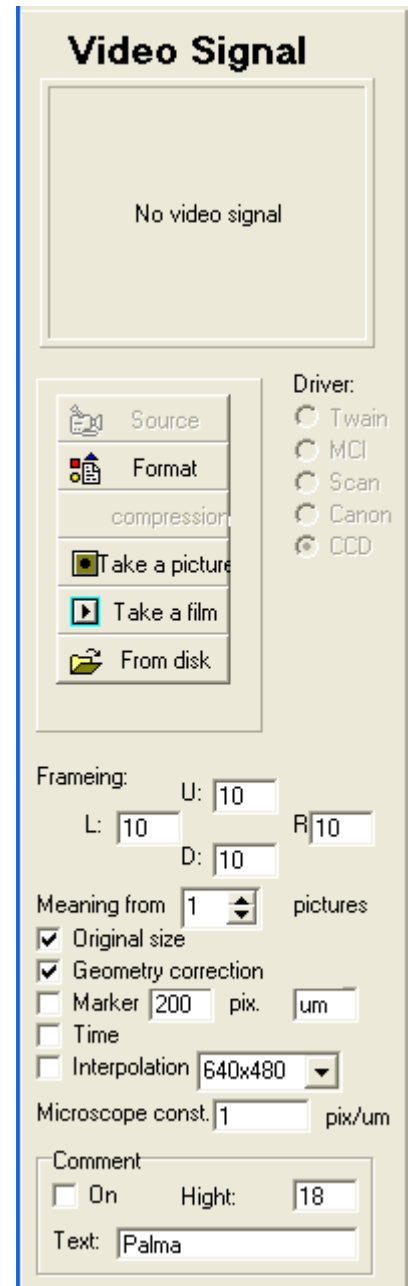 Video Signal
No video signal
Driver:
Source
Twain
Format
MCI
Scan
compression
Canon
Take a picture
CCD
Take a film
From disk
Frameing:
U: 10
L: 10 R 10
D: 10
Meaning from 1 pictures
Original size
Geometry correction
Marker 200 pix. um
Time
Interpolation 640x480
Microscope const. 1 pix/um
Comment
On Hight: 18
Text: Palma